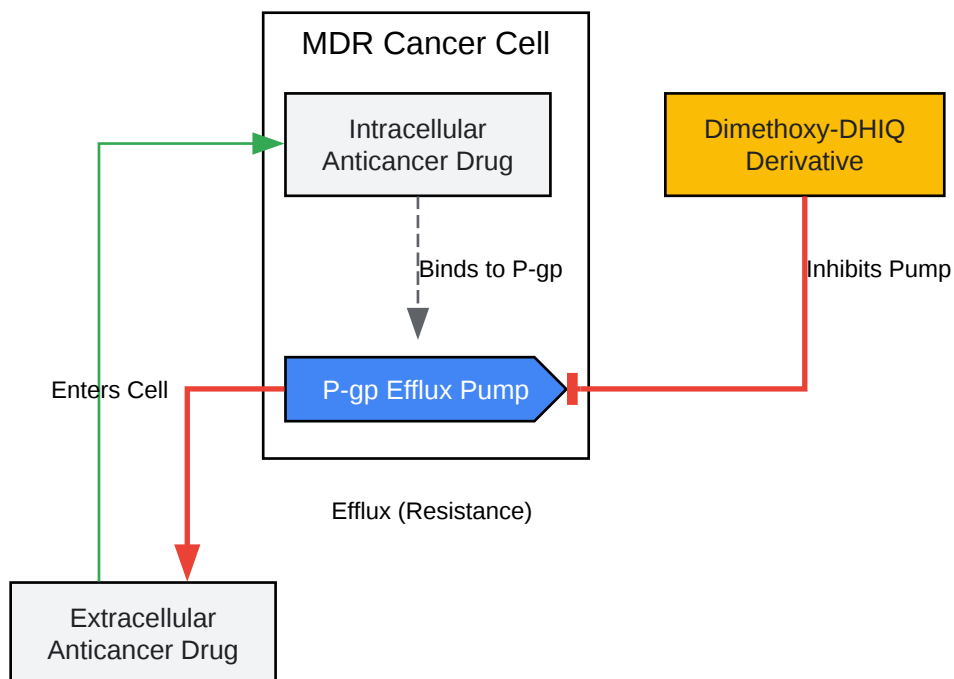 MDR Cancer Cell
Intracellular
Anticancer Drug
Dimethoxy-DHIQ
Derivative
Binds to P-gp
Inhibits Pump
Enters Cell
P-gp Efflux Pump
Efflux (Resistance)
Extracellular
Anticancer Drug